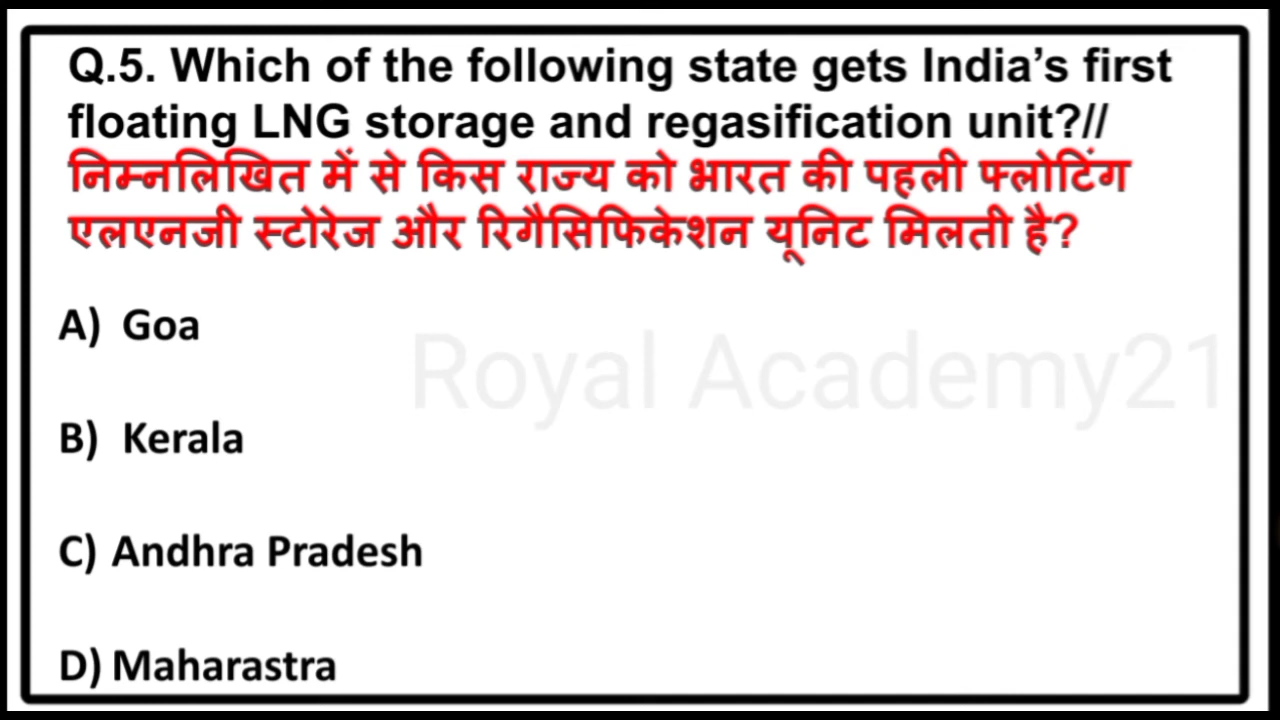 Q.5. Which of the following state gets India’s first
floating LNG storage and regasification unit?//
निम्नलिखित में से किस राज्य को भारत की पहली फ्लोटिंग
एलएनजी स्टोरेज और रिगैसिफिकेशन यूनिट मिलती है?
A) Goa
Royal Academy21
B) Kerala
C) Andhra Pradesh
D) Maharastra